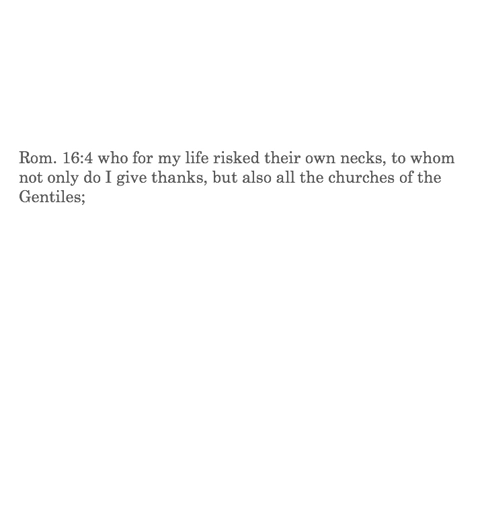 Rom. 16:4 who for my life risked their own necks, to whom
not only do I give thanks, but also all the churches of the
Gentiles;